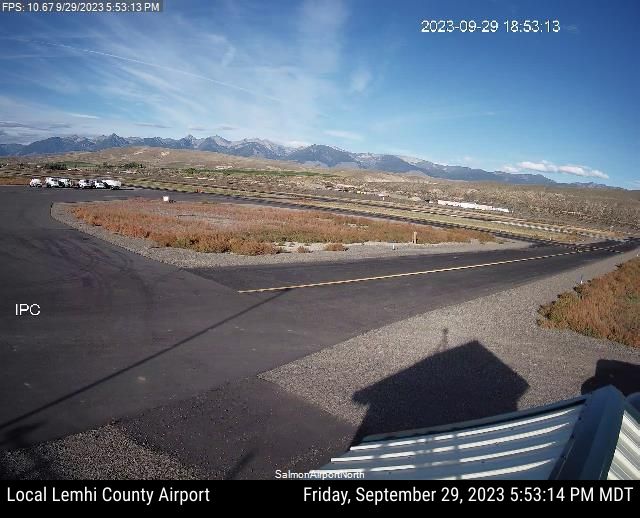 FPS: 10.67 9/29/2023 5:53:13 PM
2023-09-29 18:53:13
IPC
SalmonAirportNorth
Local Lemhi County Airport
Friday, September 29, 2023 5:53:14 PM MDT